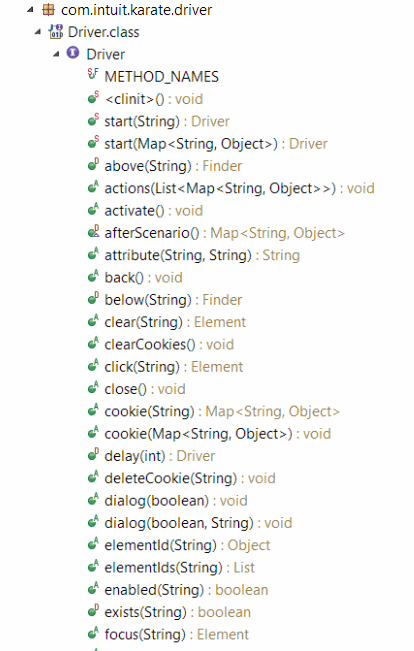 com.intuit.karate.driver
Driver.class
Driver
METHOD_NAMES
<clinit>() : void
start(String) : Driver
start(Map<String, Object>) : Driver
above(String) : Finder
actions(List<Map<String, Object>>) : void
activate() : void
afterScenario() : Map<String, Object>
attribute(String, String) : String
back() : void
below(String) : Finder
clear(String) : Element
clearCookies() : void
click(String) : Element
close() : void
cookie(String) : Map<String, Object>
cookie(Map<String, Object>) : void
delay(int) : Driver
deleteCookie(String) : void
dialog(boolean) : void
dialog(boolean, String) : void
elementId(String) : Object
elementIds(String) : List
enabled(String) : boolean
exists(String) : boolean
focus(String) : Element